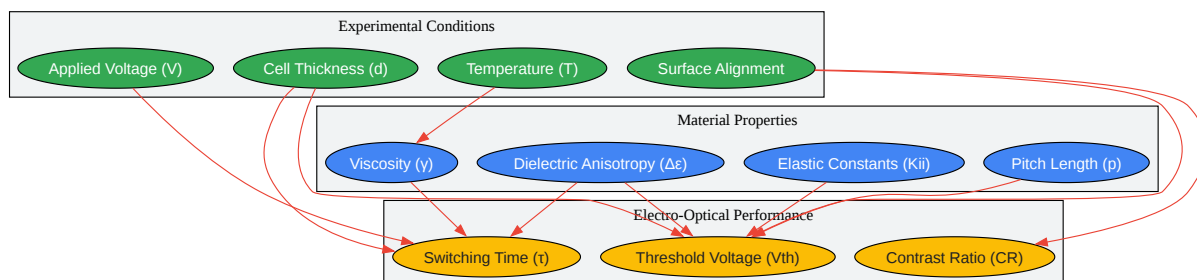 Experimental Conditions
Applied Voltage (V)
Cell Thickness (d)
Temperature (T)
Surface Alignment
Material Properties
Viscosity (γ)
Dielectric Anisotropy (Δε)
Elastic Constants (Kii)
Pitch Length (p)
Electro-Optical Performance
Switching Time (τ)
Threshold Voltage (Vth)
Contrast Ratio (CR)